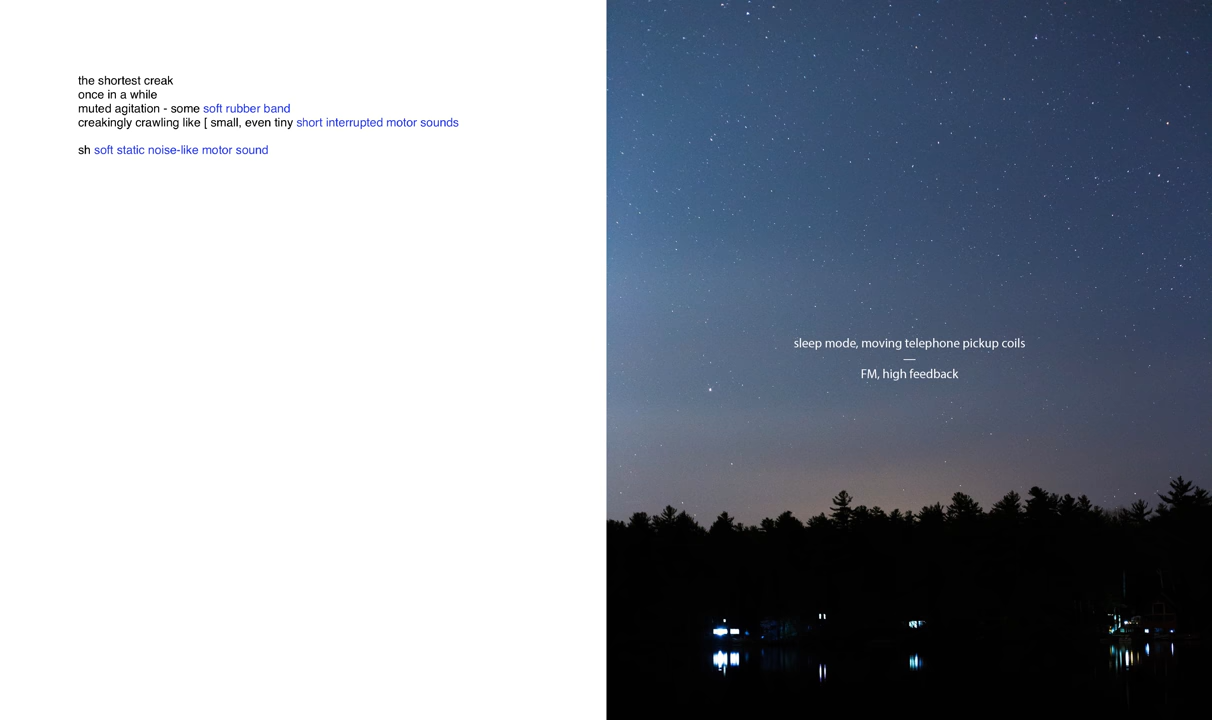 the shortest creak
once in a while
muted agitation - some soft rubber band
creakingly crawling like [ small, even tiny short interrupted motor sounds
sh soft static noise-like motor sound
sleep mode, moving telephone pickup coils
—
FM, high feedback